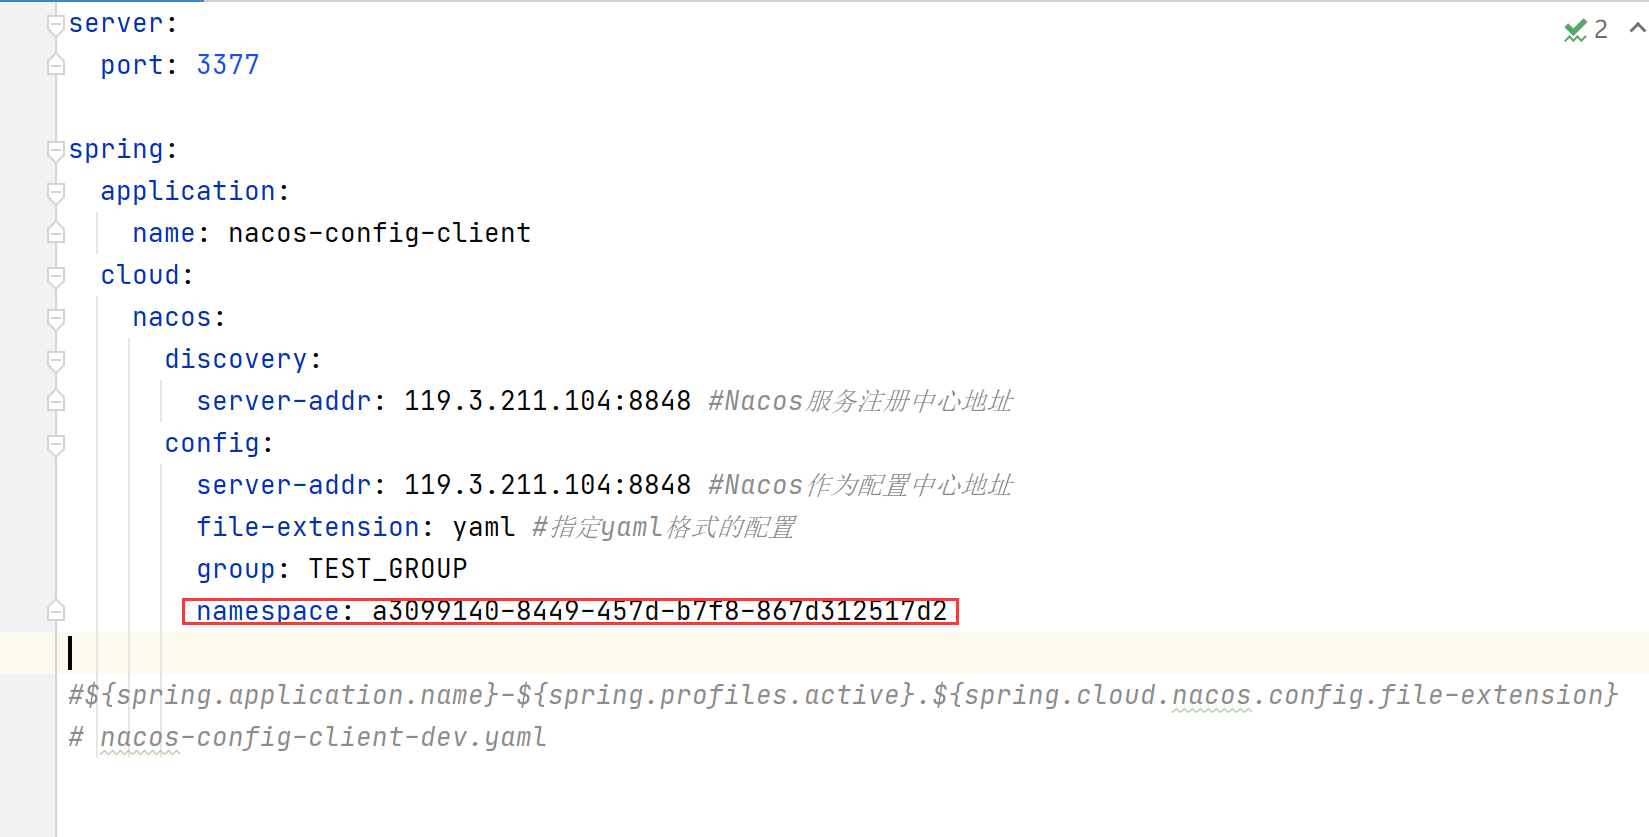 server:
  port: 3377
spring:
  application:
    name: nacos-config-client
  cloud:
    nacos:
      discovery:
        server-addr: 119.3.211.104:8848 #Nacos服务注册中心地址
      config:
        server-addr: 119.3.211.104:8848 #Nacos作为配置中心地址
        file-extension: yaml #指定yaml格式的配置
        group: TEST_GROUP
        namespace: a3099140-8449-457d-b7f8-867d312517d2
#${spring.application.name}-${spring.profiles.active}.${spring.cloud.nacos.config.file-extension}
# nacos-config-client-dev.yaml
2